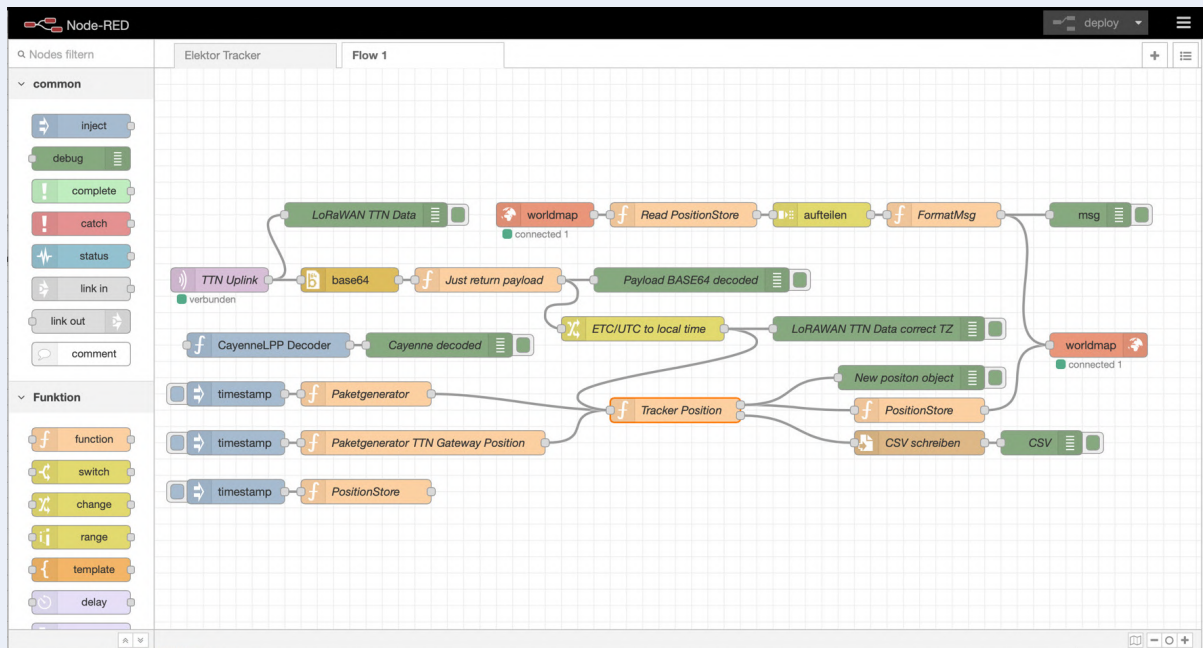 Node-RED
deploy
Nodes filtern
Elektor Tracker
Flow 1
common
inject
debug
complete
catch
status
link in
link out
comment
Funktion
function
switch
change
range
template
delay
LoRaWAN TTN Data
worldmap
connected 1
Read PositionStore
aufteilen
FormatMsg
msg
TTN Uplink
verbunden
base64
Just return payload
Payload BASE64 decoded
ETC/UTC to local time
LoRAWAN TTN Data correct TZ
CayenneLPP Decoder
Cayenne decoded
worldmap
connected 1
New positon object
timestamp
Paketgenerator
Tracker Position
PositionStore
timestamp
Paketgenerator TTN Gateway Position
CSV schreiben
CSV
timestamp
PositionStore